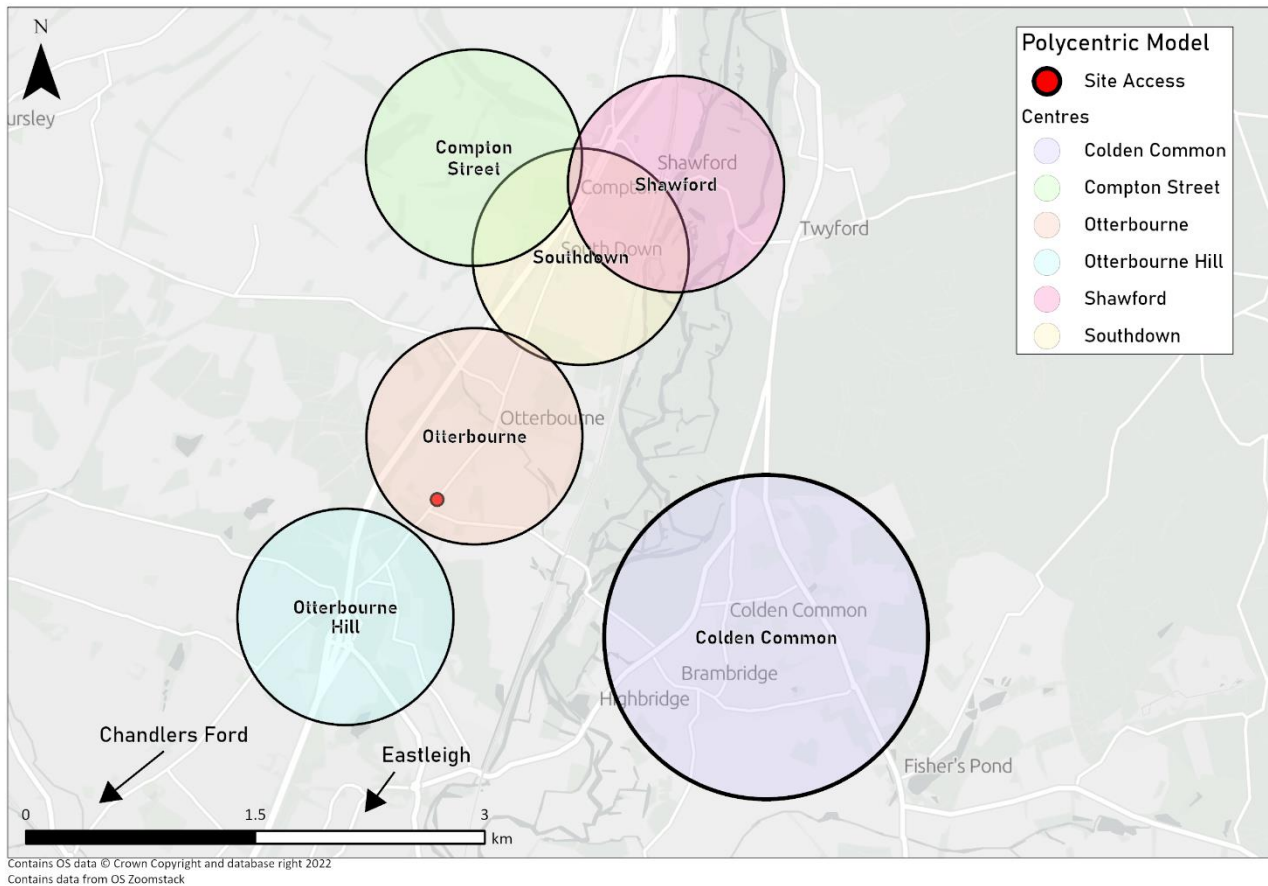 N
ursley
Compton
Street
Shawford
Compton
Shawford
South Down
Southdown
Twyford
Otterbourne
Otterbourne
Otterbourne
Hill
Colden Common
Colden Common
Brambridge
Highbridge
Fisher's Pond
Chandlers Ford
Eastleigh
0 1.5 3
km
Polycentric Model
Site Access
Centres
Colden Common
Compton Street
Otterbourne
Otterbourne Hill
Shawford
Southdown
Contains OS data © Crown Copyright and database right 2022
Contains data from OS Zoomstack